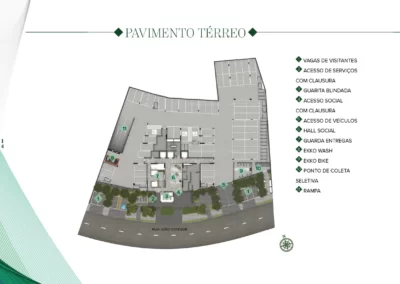 PAVIMENTO TÉRREO
VAGAS DE VISITANTES
ACESSO DE SERVIÇOS
COM CLAUSURA
GUARITA BLINDADA
ACESSO SOCIAL
COM CLAUSURA
ACESSO DE VEÍCULOS
HALL SOCIAL
GUARDA ENTREGAS
EKKO WASH
EKKO BIKE
PONTO DE COLETA
SELETIVA
RAMPA